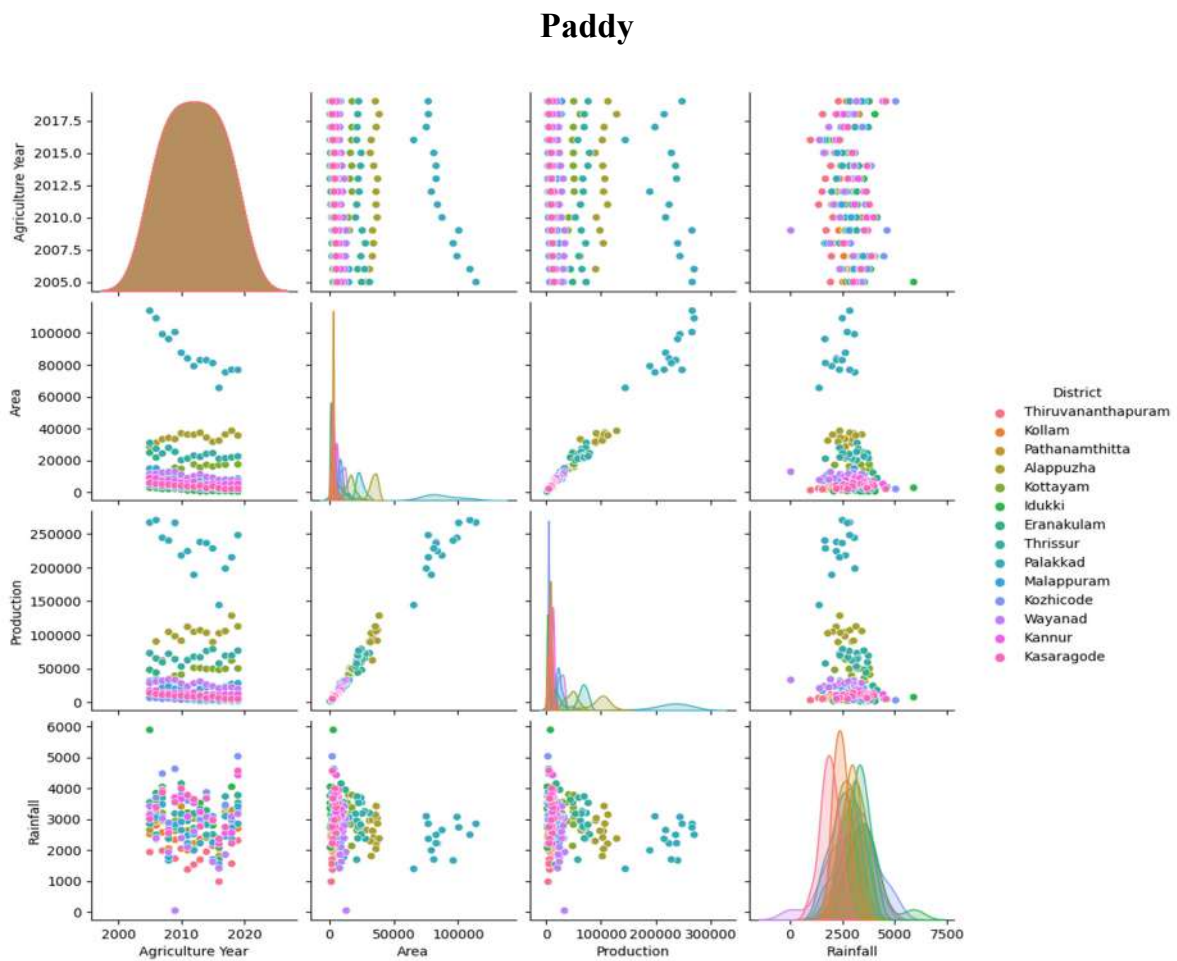 Paddy
Agriculture Year
2017.5
2015.0
2012.5
2010.0
2007.5
2005.0
Area
100000
80000
60000
40000
20000
0
Production
250000
200000
150000
100000
50000
0
Rainfall
6000
5000
4000
3000
2000
1000
0
2000 2010 2020
Agriculture Year
0 50000 100000
Area
0 100000 200000 300000
Production
0 2500 5000 7500
Rainfall
District
Thiruvananthapuram
Kollam
Pathanamthitta
Alappuzha
Kottayam
Idukki
Eranakulam
Thrissur
Palakkad
Malappuram
Kozhicode
Wayanad
Kannur
Kasaragode